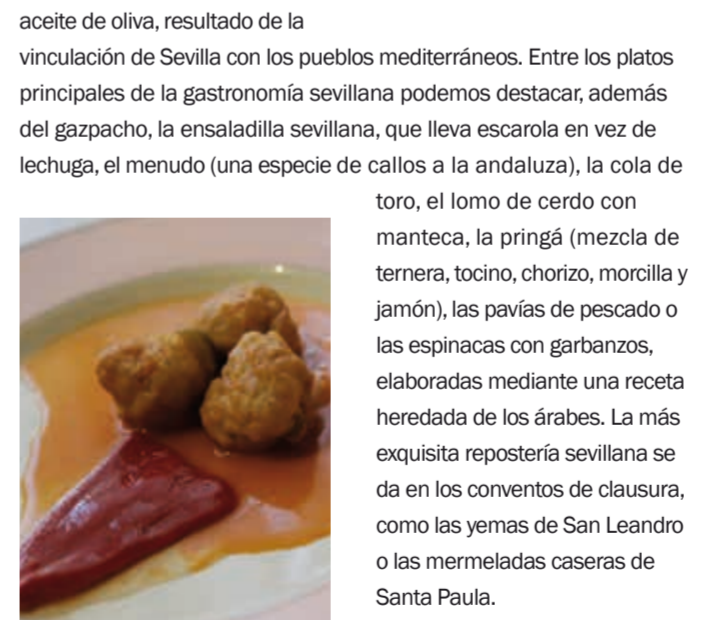 aceite de oliva, resultado de la
vinculación de Sevilla con los pueblos mediterráneos. Entre los platos
principales de la gastronomía sevillana podemos destacar, además
del gazpacho, la ensaladilla sevillana, que lleva escarola en vez de
lechuga, el menudo (una especie de callos a la andaluza), la cola de
toro, el lomo de cerdo con
manteca, la pringá (mezcla de
ternera, tocino, chorizo, morcilla y
jamón), las pavías de pescado o
las espinacas con garbanzos,
elaboradas mediante una receta
heredada de los árabes. La más
exquisita repostería sevillana se
da en los conventos de clausura,
como las yemas de San Leandro
o las mermeladas caseras de
Santa Paula.